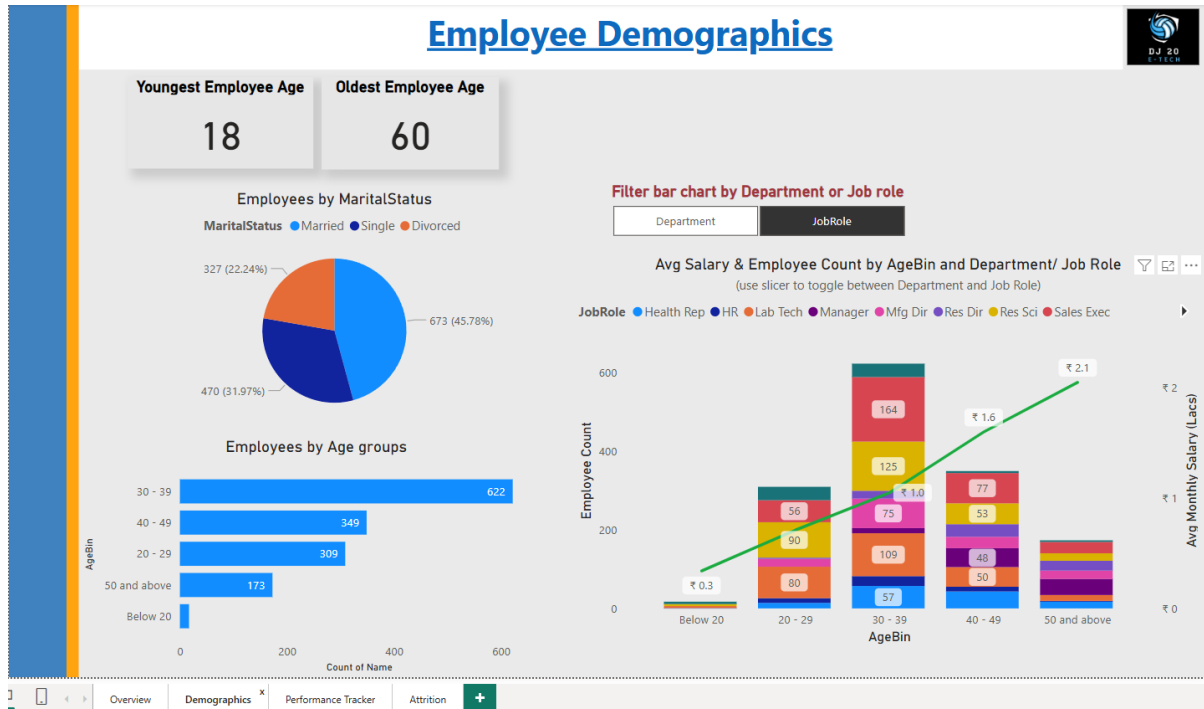 Employee Demographics
DJ 20
E-TECH
Youngest Employee Age
18
Oldest Employee Age
60
Employees by MaritalStatus
MaritalStatus Married Single Divorced
327 (22.24%)
673 (45.78%)
470 (31.97%)
Filter bar chart by Department or Job role
Department JobRole
Avg Salary & Employee Count by AgeBin and Department/ Job Role
(use slicer to toggle between Department and Job Role)
JobRole Health Rep HR Lab Tech Manager Mfg Dir Res Dir Res Sci Sales Exec
Employees by Age groups
AgeBin
30 - 39 622
40 - 49 349
20 - 29 309
50 and above 173
Below 20
0 200 400 600
Count of Name
Employee Count
600
400
200
0
₹ 0.3
56
90
80
164
125
₹ 1.0
75
109
57
₹ 1.6
77
53
48
50
₹ 2.1
₹ 2
₹ 1
₹ 0
Avg Monthly Salary (Lacs)
Below 20 20 - 29 30 - 39 40 - 49 50 and above
AgeBin
Overview Demographics x Performance Tracker Attrition +